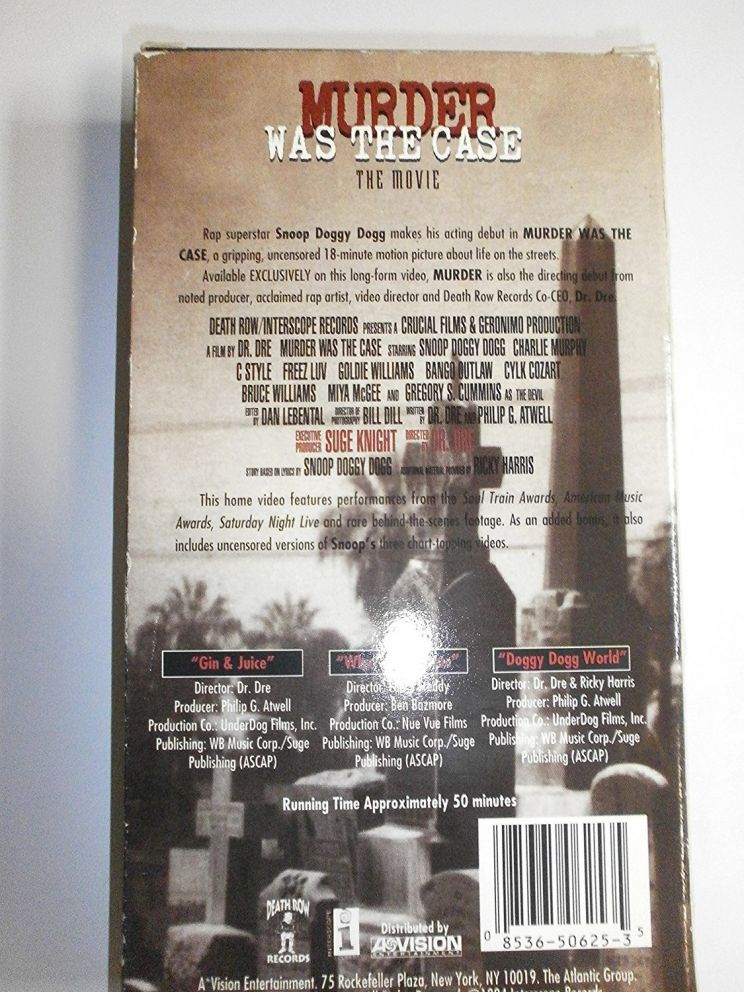 MURDER
WAS THE CASE
THE MOVIE
Rap superstar Snoop Doggy Dogg makes his acting debut in MURDER WAS THE
CASE, a gripping, uncensored 18-minute motion picture about life on the streets.
Available EXCLUSIVELY on this long-form video, MURDER is also the directing debut from
noted producer, acclaimed rap artist, video director and Death Row Records Co-CEO, Dr. Dre.
DEATH ROW/INTERSCOPE RECORDS PRESENTS A CRUCIAL FILMS & GERONIMO PRODUCTION
A FILM BY DR. DRE MURDER WAS THE CASE STARRING SNOOP DOGGY DOGG CHARLIE MURPHY
C STYLE FREEZ LUV GOLDIE WILLIAMS BANGO OUTLAW CYLK COZART
BRUCE WILLIAMS MIYA McGEE AND GREGORY S. CUMMINS AS THE DEVIL
EDITED BY DAN LEBENTAL DIRECTOR OF PHOTOGRAPHY BILL DILL WRITTEN BY DR. DRE AND PHILIP G. ATWELL
EXECUTIVE PRODUCER SUGE KNIGHT DIRECTED BY DR. DRE
STORY BASED ON LYRICS BY SNOOP DOGGY DOGG ADDITIONAL MATERIAL PROVIDED BY RICKY HARRIS
This home video features performances from the Soul Train Awards, American Music
Awards, Saturday Night Live and rare behind-the-scenes footage. As an added bonus, it also
includes uncensored versions of Snoop's three chart-topping videos.
"Gin & Juice"
Director: Dr. Dre
Producer: Philip G. Atwell
Production Co.: UnderDog Films, Inc.
Publishing: WB Music Corp./Suge
Publishing (ASCAP)
Director:
Producer: Ben Bazmore
Production Co.: Nue Vue Films
Publishing: WB Music Corp./Suge
Publishing (ASCAP)
"Doggy Dogg World"
Director: Dr. Dre & Ricky Harris
Producer: Philip G. Atwell
Production Co.: UnderDog Films, Inc.
Publishing: WB Music Corp./Suge
Publishing (ASCAP)
Running Time Approximately 50 minutes
DEATH ROW
RECORDS
INTERSCOPE
i
Distributed by
A*VISION
ENTERTAINMENT
0 8536-50625-3 5
A*Vision Entertainment. 75 Rockefeller Plaza, New York, NY 10019. The Atlantic Group.